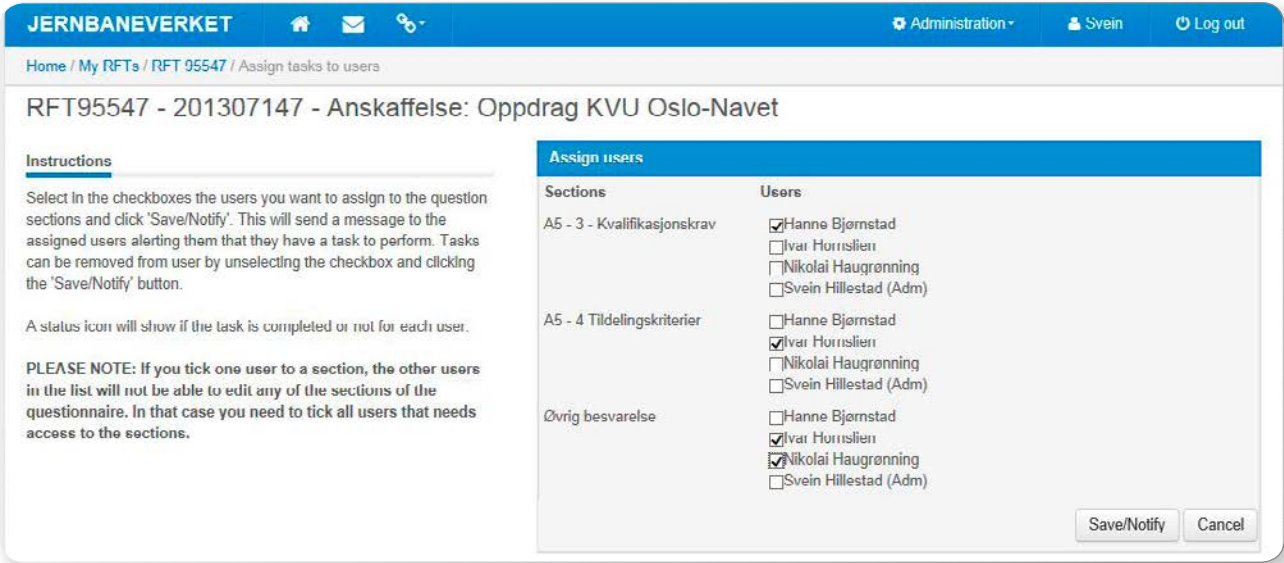 JERNBANEVERKET
Administration
Svein
Log out
Home / My RFTs / RFT 95547 / Assign tasks to users
RFT95547 - 201307147 - Anskaffelse: Oppdrag KVU Oslo-Navet
Instructions
Select in the checkboxes the users you want to assign to the question
sections and click 'Save/Notify'. This will send a message to the
assigned users alerting them that they have a task to perform. Tasks
can be removed from user by unselecting the checkbox and clicking
the 'Save/Notify' button.
A status icon will show if the task is completed or not for each user.
PLEASE NOTE: If you tick one user to a section, the other users
in the list will not be able to edit any of the sections of the
questionnaire. In that case you need to tick all users that needs
access to the sections.
Assign users
Sections Users
A5 - 3 - Kvalifikasjonskrav Hanne Bjørnstad
Ivar Hornslien
Nikolai Haugrønning
Svein Hillestad (Adm)
A5 - 4 Tildelingskriterier Hanne Bjørnstad
Ivar Hornslien
Nikolai Haugrønning
Svein Hillestad (Adm)
Øvrig besvarelse Hanne Bjørnstad
Ivar Hornslien
Nikolai Haugrønning
Svein Hillestad (Adm)
Save/Notify Cancel